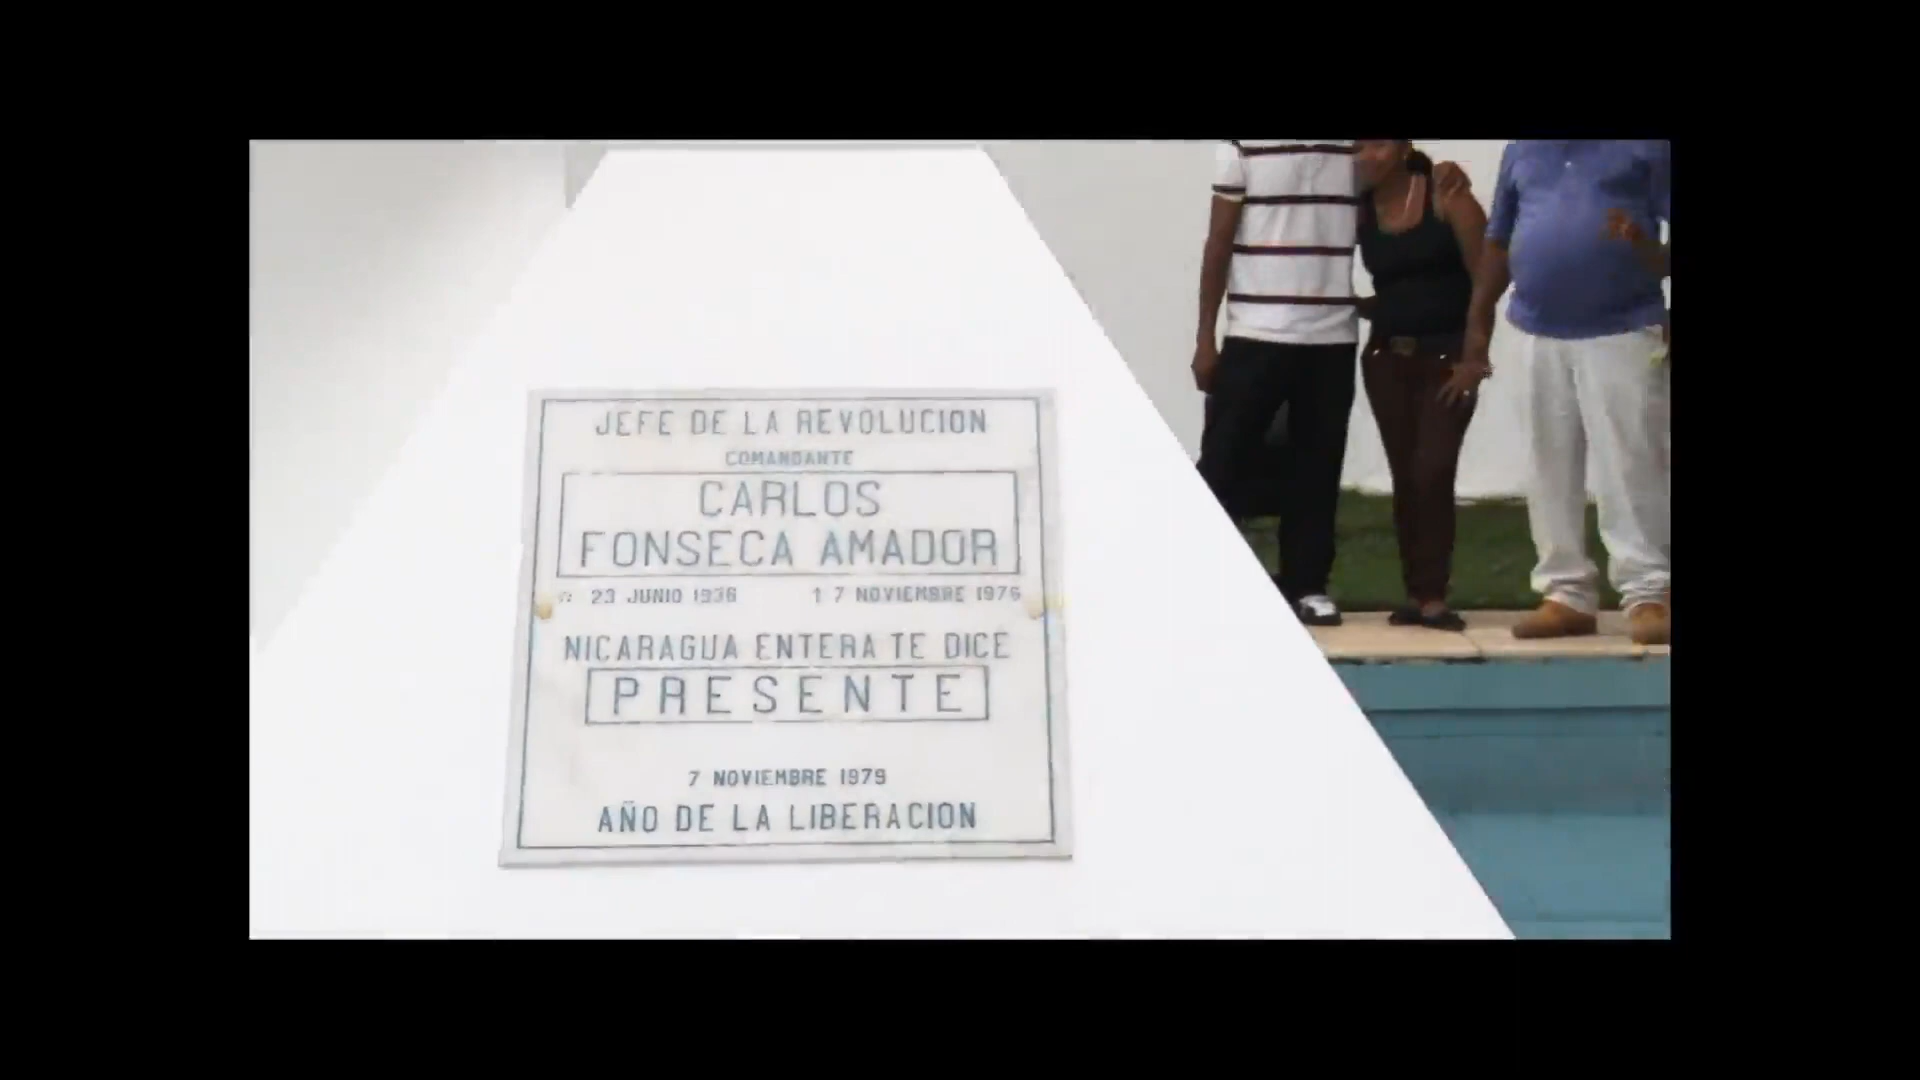 JEFE DE LA REVOLUCION
COMANDANTE
CARLOS
FONSECA AMADOR
☆ 23 JUNIO 1936 † 7 NOVIEMBRE 1976
NICARAGUA ENTERA TE DICE
PRESENTE
7 NOVIEMBRE 1979
AÑO DE LA LIBERACION